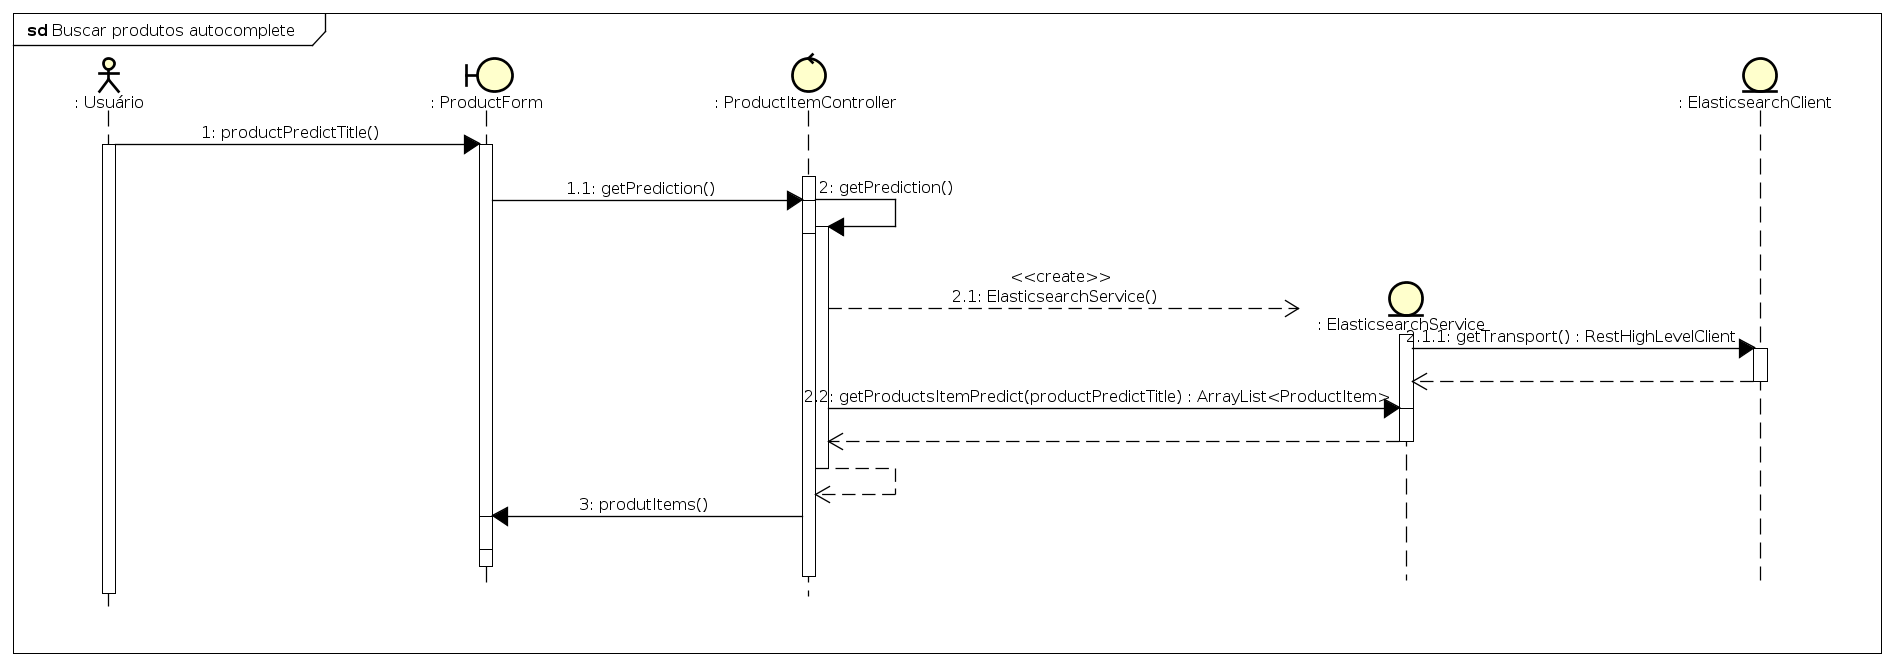 sd Buscar produtos autocomplete
: Usuário
: ProductForm
: ProductItemController
: ElasticsearchClient
1: productPredictTitle()
1.1: getPrediction()
2: getPrediction()
<<create>>
2.1: ElasticsearchService()
: ElasticsearchService
2.1.1: getTransport() : RestHighLevelClient
2.2: getProductsItemPredict(productPredictTitle) : ArrayList<ProductItem>
3: produtItems()